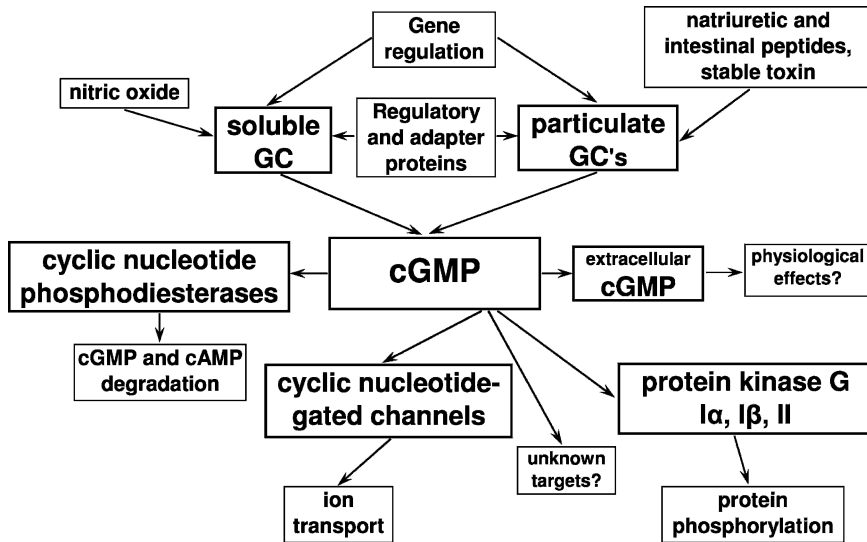 Gene
regulation
natriuretic and
intestinal peptides,
stable toxin
nitric oxide
soluble
GC
Regulatory
and adapter
proteins
particulate
GC's
cyclic nucleotide
phosphodiesterases
cGMP
extracellular
cGMP
physiological
effects?
cGMP and cAMP
degradation
cyclic nucleotide-
gated channels
protein kinase G
Iα, Iβ, II
unknown
targets?
ion
transport
protein
phosphorylation